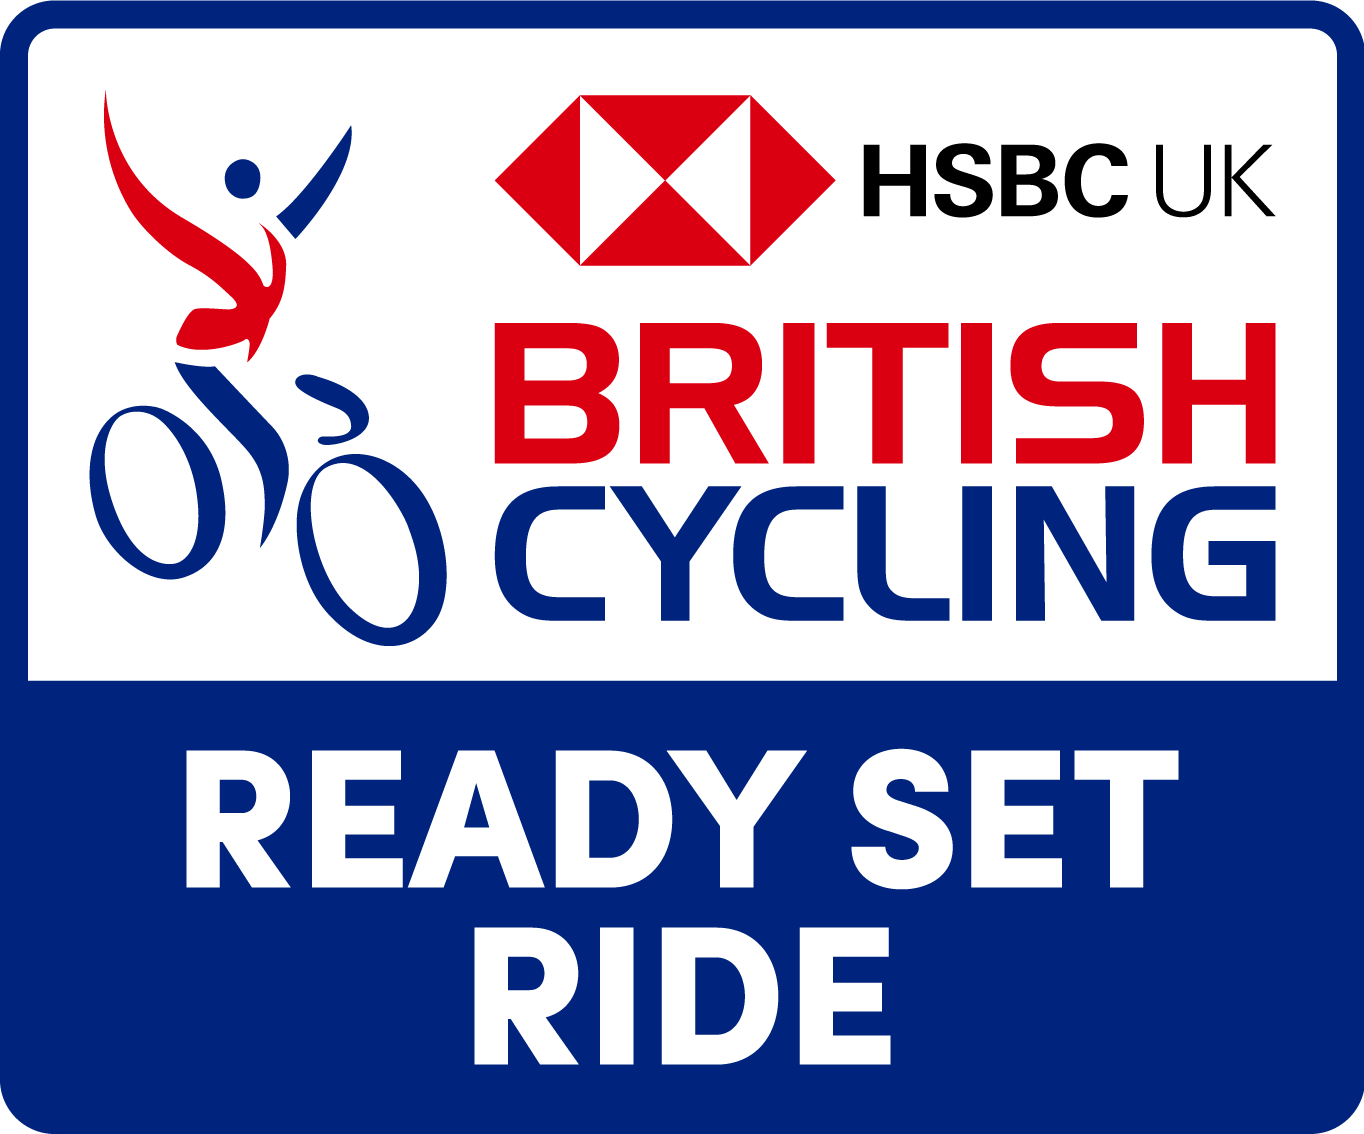 HSBC UK
BRITISH
CYCLING
READY SET
RIDE